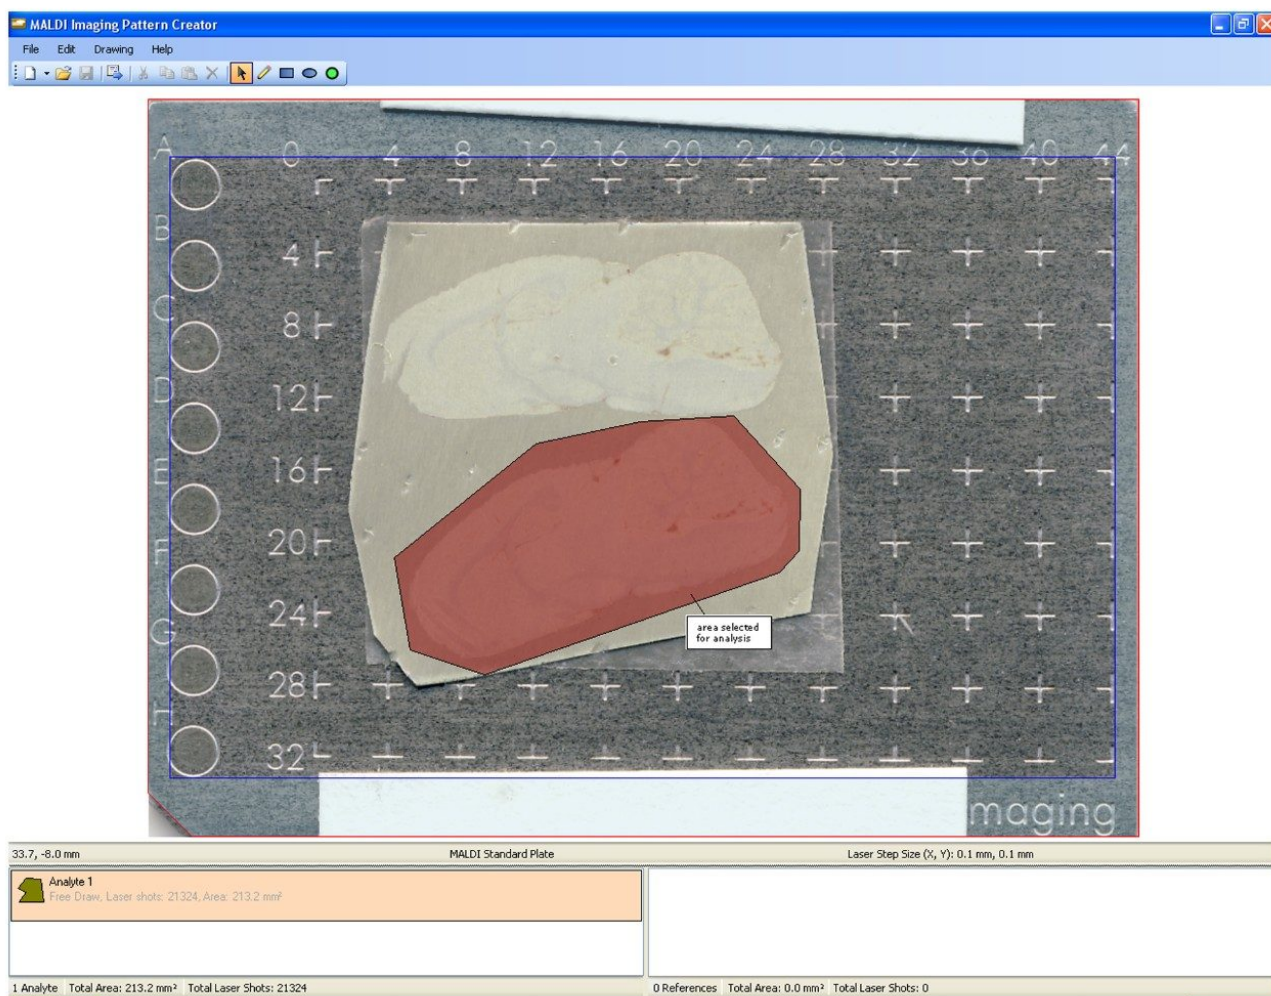 MALDI Imaging Pattern Creator
File Edit Drawing Help
A 0 4 8 12 16 20 24 28 32 36 40 44
B
4
C
8
D
12
E
16
F
20
G
24
area selected
for analysis
28
H
32
maging
33.7, -8.0 mm MALDI Standard Plate Laser Step Size (X, Y): 0.1 mm, 0.1 mm
Analyte 1
Free Draw, Laser shots: 21324, Area: 213.2 mm²
1 Analyte Total Area: 213.2 mm² Total Laser Shots: 21324 0 References Total Area: 0.0 mm² Total Laser Shots: 0